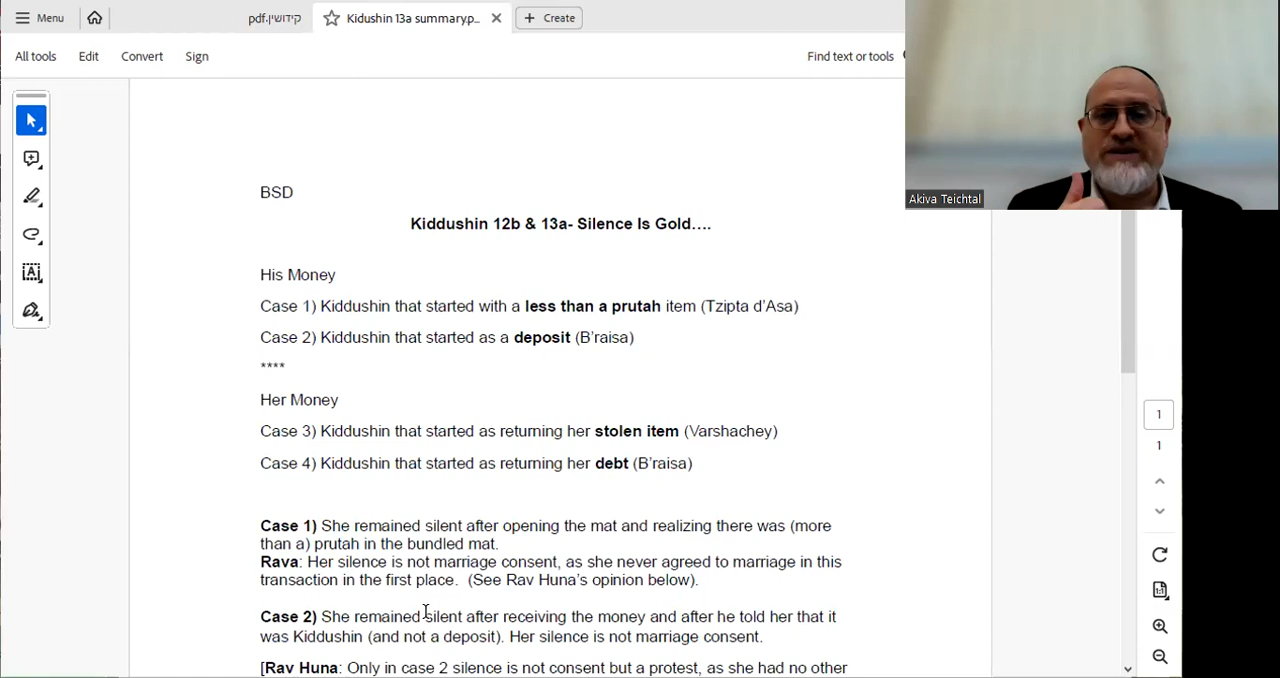 Menu
pdf.קידושין
Kidushin 13a summary.p...
Create
All tools
Edit
Convert
Sign
Find text or tools
Akiva Teichtal
BSD
Kiddushin 12b & 13a- Silence Is Gold….
His Money
Case 1) Kiddushin that started with a less than a prutah item (Tzipta d’Asa)
Case 2) Kiddushin that started as a deposit (B’raisa)
****
Her Money
Case 3) Kiddushin that started as returning her stolen item (Varshachey)
Case 4) Kiddushin that started as returning her debt (B’raisa)
Case 1) She remained silent after opening the mat and realizing there was (more
than a) prutah in the bundled mat.
Rava: Her silence is not marriage consent, as she never agreed to marriage in this
transaction in the first place.  (See Rav Huna’s opinion below).
Case 2) She remained silent after receiving the money and after he told her that it
was Kiddushin (and not a deposit). Her silence is not marriage consent.
[Rav Huna: Only in case 2 silence is not consent but a protest, as she had no other
1
1